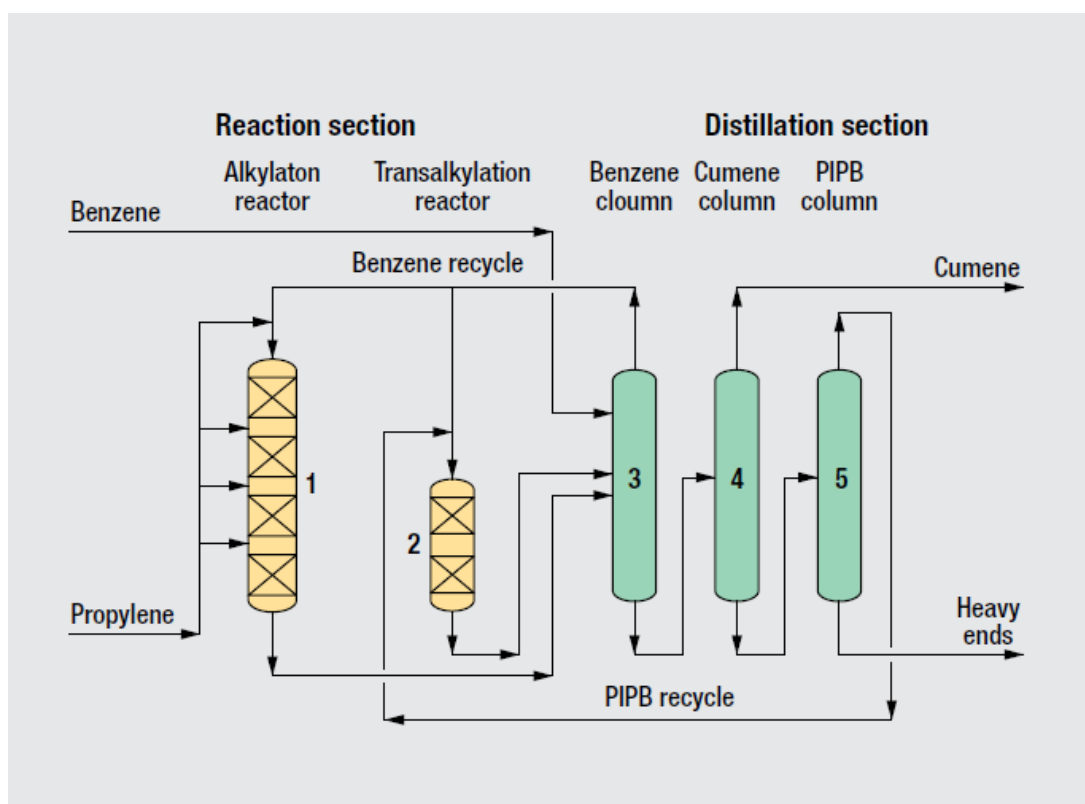 Reaction section
Distillation section
Alkylaton
reactor
Transalkylation
reactor
Benzene
cloumn
Cumene
column
PIPB
column
Benzene
Benzene recycle
Cumene
1
2
3
4
5
Propylene
Heavy
ends
PIPB recycle